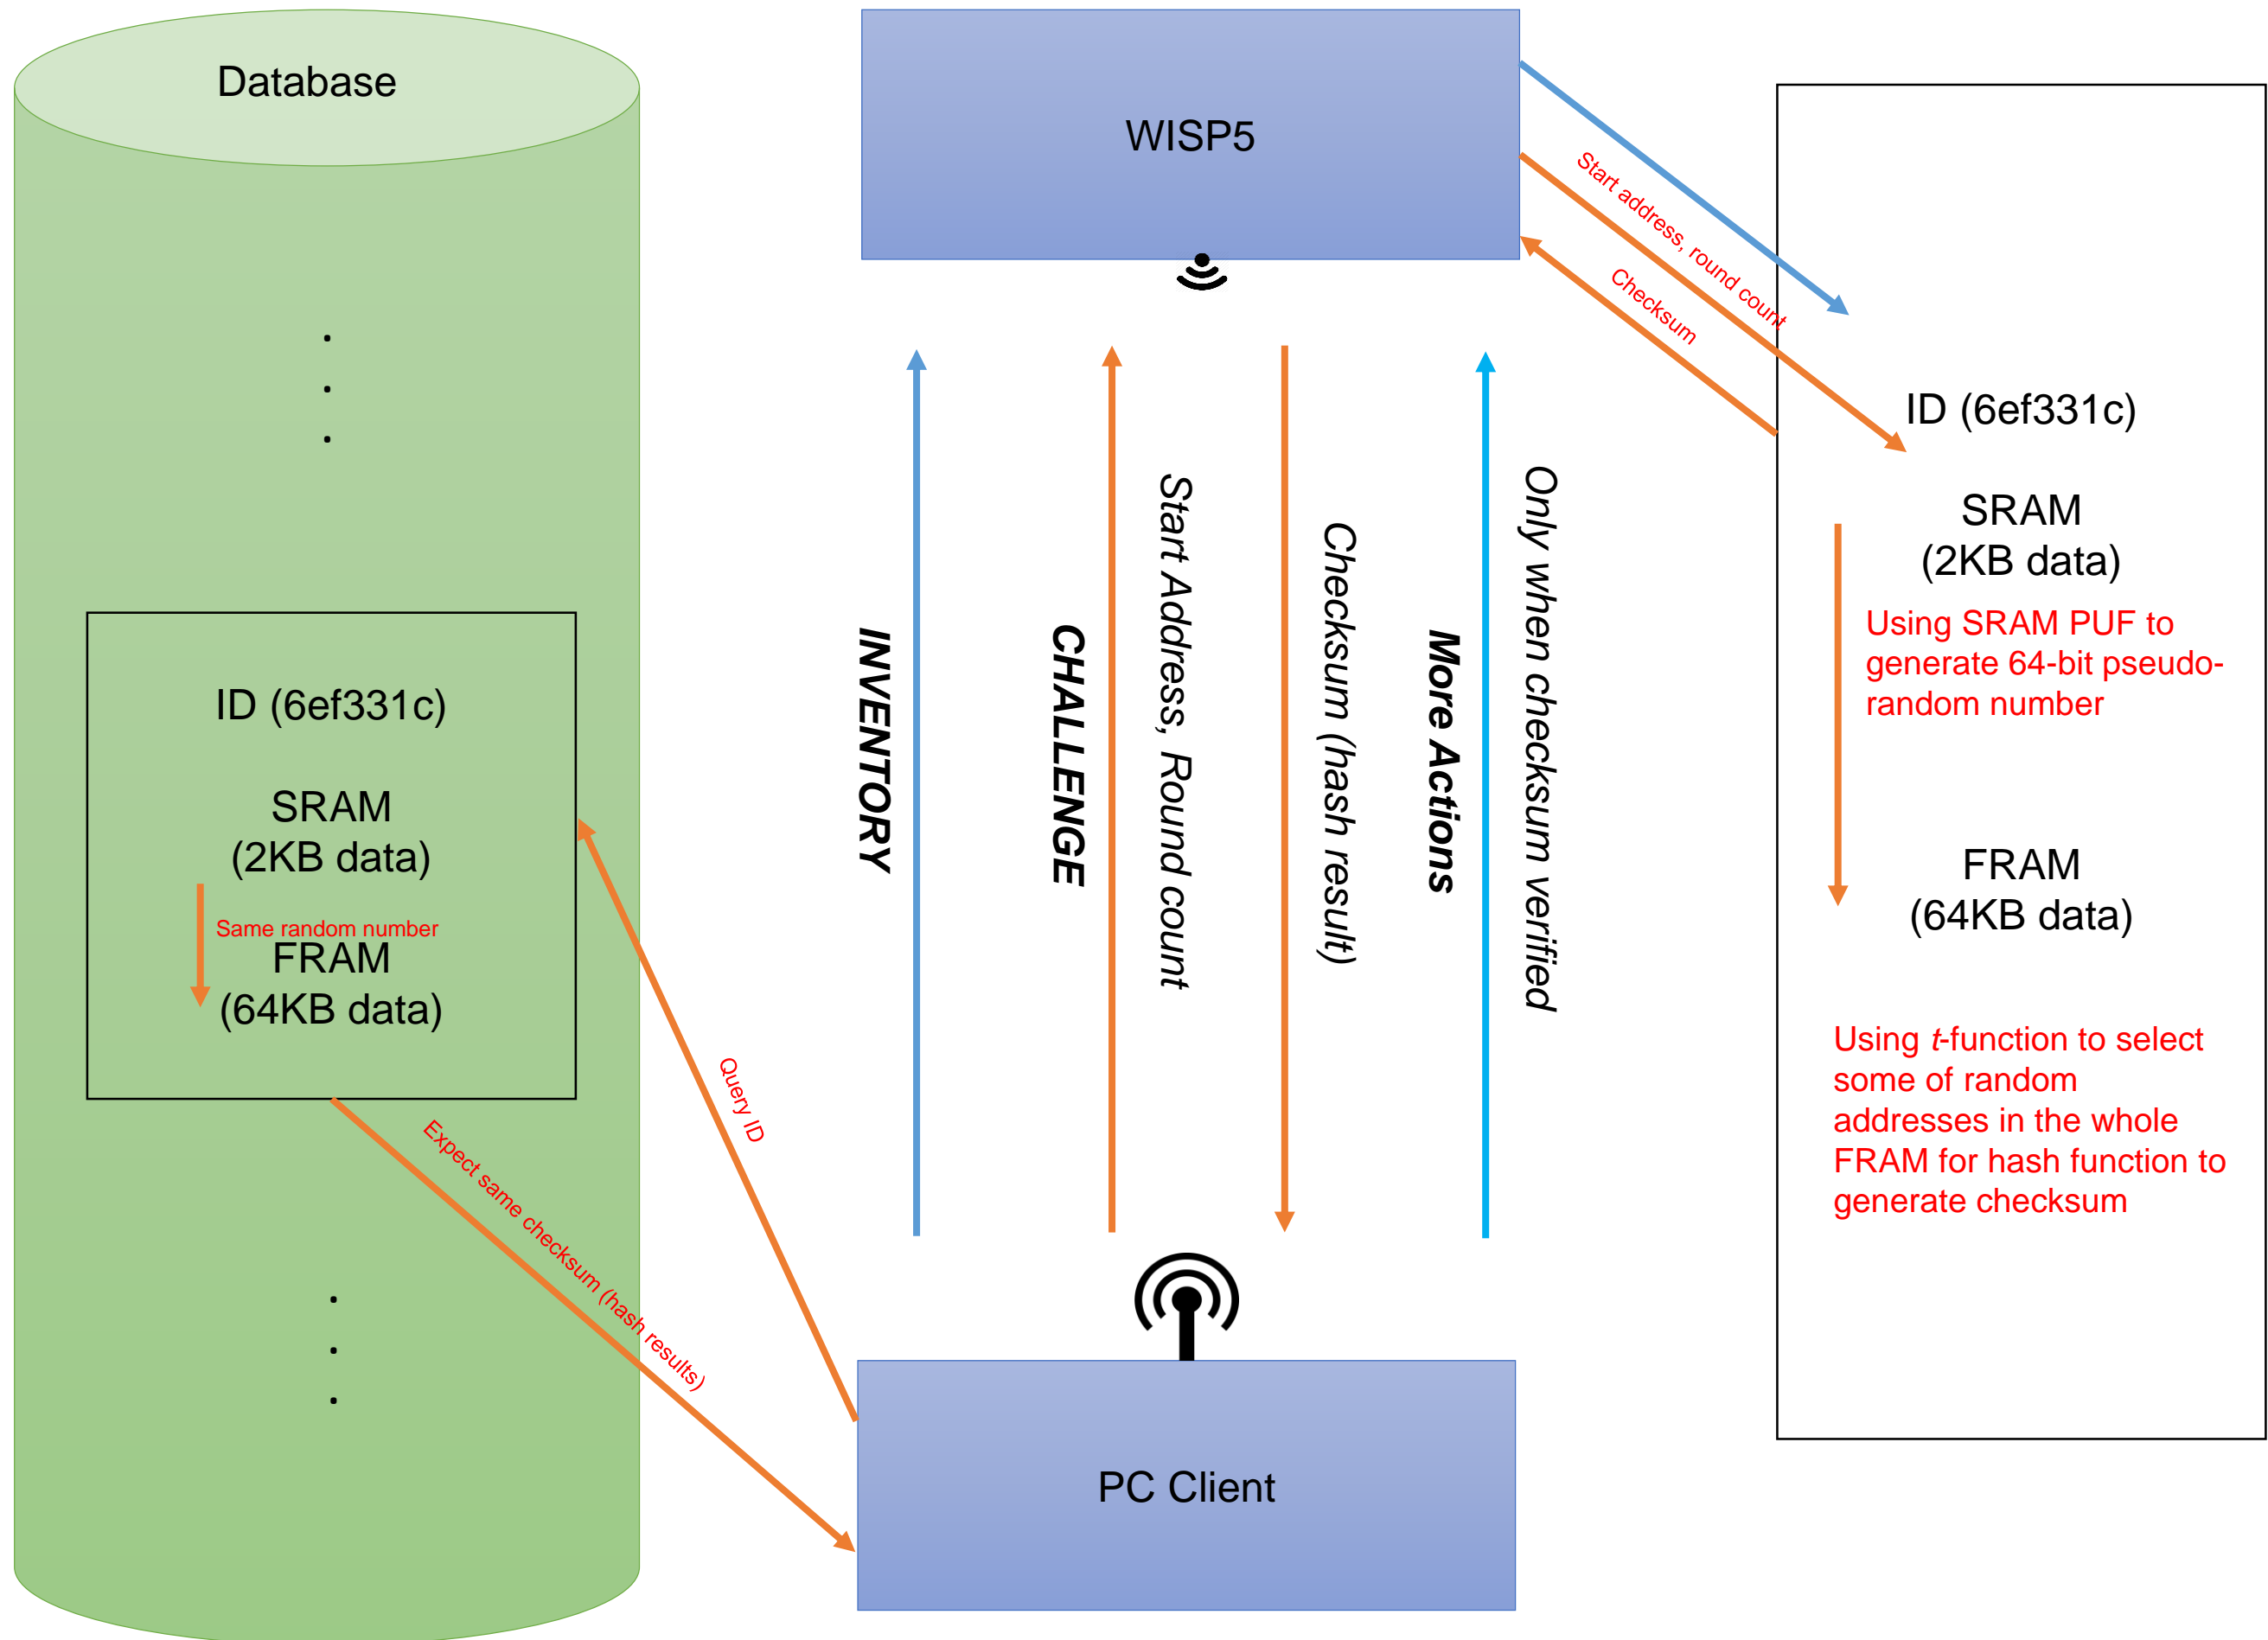 Database
.
.
.
ID (6ef331c)
SRAM
(2KB data)
Same random number
FRAM
(64KB data)
.
.
.
Query ID
Expect same checksum (hash results)
WISP5
INVENTORY
CHALLENGE
Start Address, Round count
Checksum (hash result)
More Actions
Only when checksum verified
PC Client
Start address, round count
Checksum
ID (6ef331c)
SRAM
(2KB data)
Using SRAM PUF to
generate 64-bit pseudo-
random number
FRAM
(64KB data)
Using t-function to select
some of random
addresses in the whole
FRAM for hash function to
generate checksum